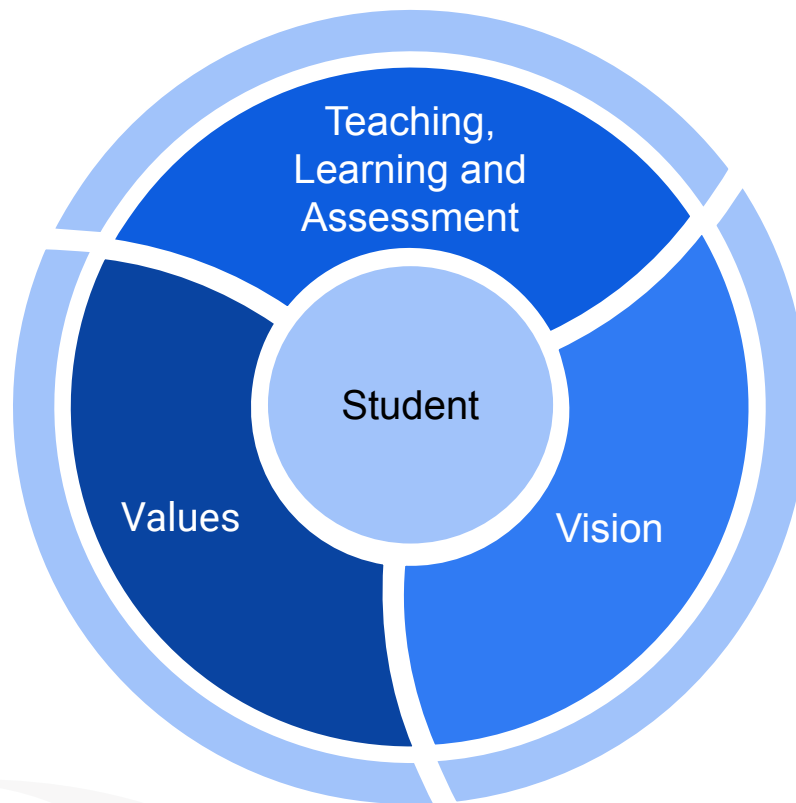 Teaching,
Learning and
Assessment
Student
Values
Vision